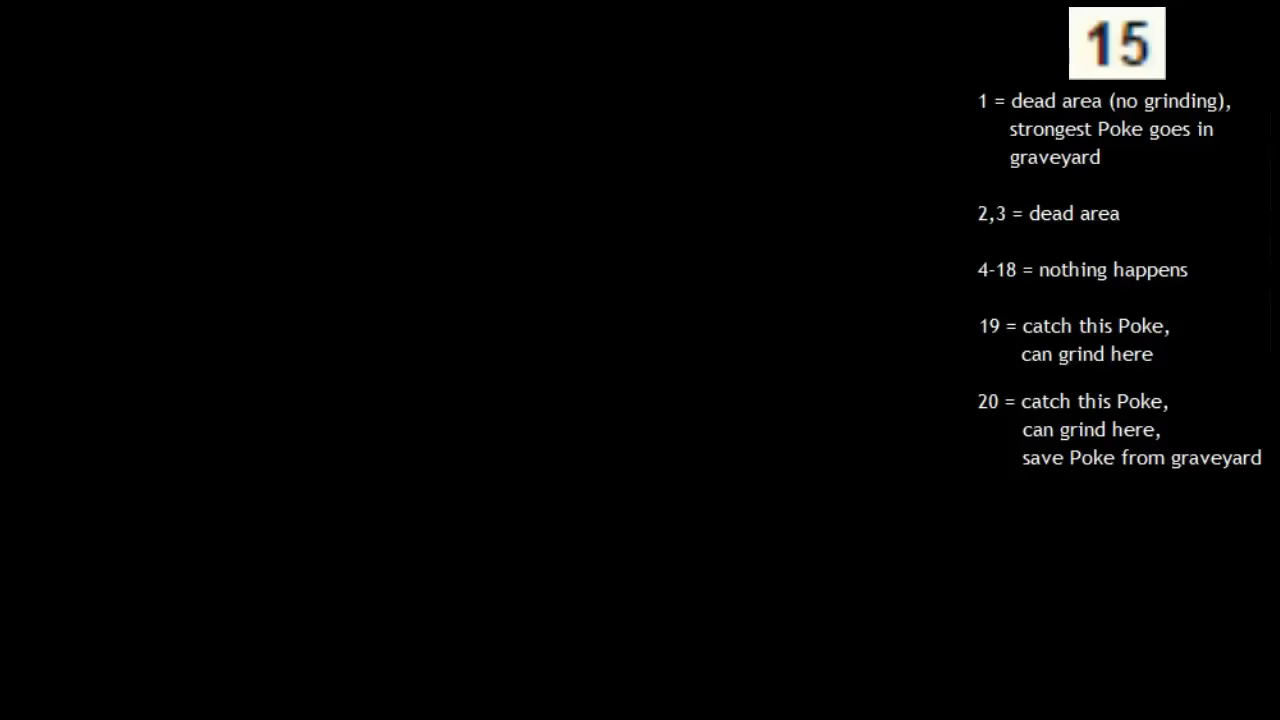 15
1 = dead area (no grinding),
strongest Poke goes in
graveyard
2,3 = dead area
4-18 = nothing happens
19 = catch this Poke,
can grind here
20 = catch this Poke,
can grind here,
save Poke from graveyard